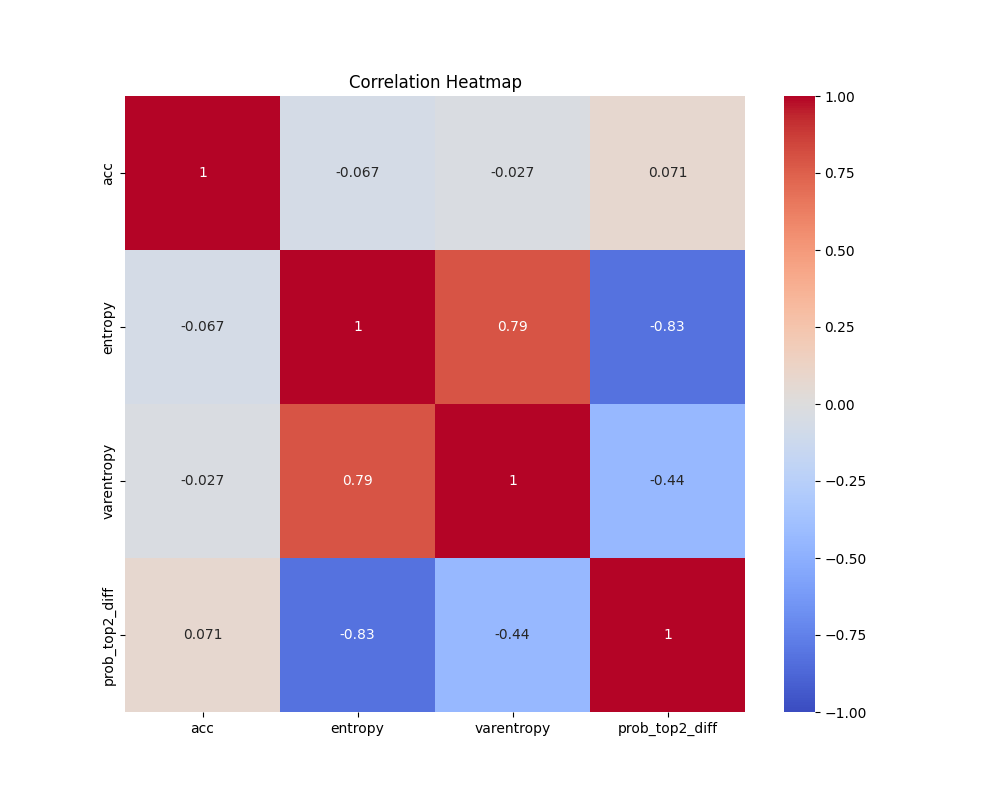 Correlation Heatmap
acc
1
-0.067
-0.027
0.071
entropy
-0.067
1
0.79
-0.83
varentropy
-0.027
0.79
1
-0.44
prob_top2_diff
0.071
-0.83
-0.44
1
acc
entropy
varentropy
prob_top2_diff
1.00
0.75
0.50
0.25
0.00
−0.25
−0.50
−0.75
−1.00